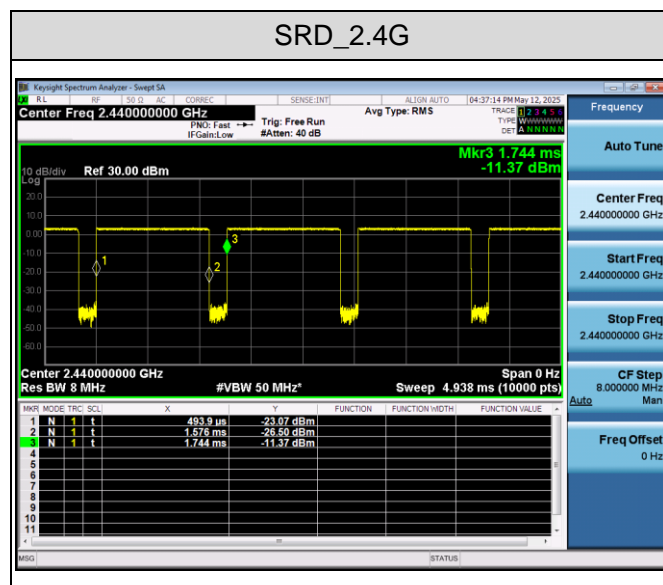 SRD_2.4G
Keysight Spectrum Analyzer - Swept SA
RL RF 50 Ω AC CORREC SENSE:INT ALIGN AUTO 04:37:14 PM May 12, 2025
Center Freq 2.440000000 GHz
PNO: Fast
IFGain:Low
Trig: Free Run
#Atten: 40 dB
Avg Type: RMS
TRACE 1 2 3 4 5 6
TYPE WWWWWW
DET A NNNNN
Mkr3 1.744 ms
-11.37 dBm
10 dB/div Ref 30.00 dBm
Log
20.0
10.0
0.00
-10.0
-20.0
-30.0
-40.0
-50.0
-60.0
1
2
3
Center 2.440000000 GHz Span 0 Hz
Res BW 8 MHz #VBW 50 MHz* Sweep 4.938 ms (10000 pts)
MKR MODE TRC SCL X Y FUNCTION FUNCTION WIDTH FUNCTION VALUE
1 N 1 t 493.9 µs -23.07 dBm
2 N 1 t 1.576 ms -26.50 dBm
3 N 1 t 1.744 ms -11.37 dBm
4
5
6
7
8
9
10
11
MSG STATUS
Frequency
Auto Tune
Center Freq
2.440000000 GHz
Start Freq
2.440000000 GHz
Stop Freq
2.440000000 GHz
CF Step
8.000000 MHz
Auto Man
Freq Offset
0 Hz